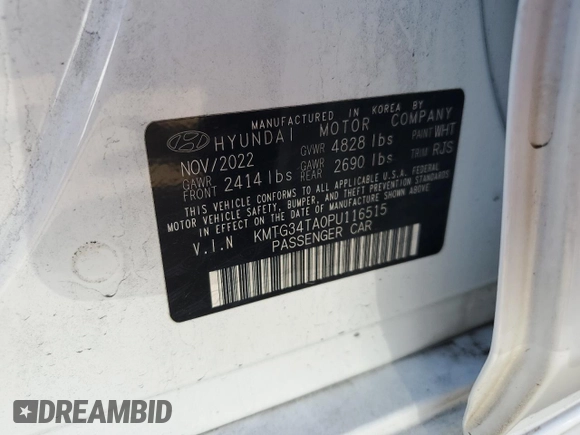 MANUFACTURED IN KOREA BY
HYUNDAI MOTOR COMPANY
NOV/2022 GVWR 4828 lbs PAINT WHT
GAWR FRONT 2414 lbs GAWR REAR 2690 lbs TRIM RJS
THIS VEHICLE CONFORMS TO ALL APPLICABLE U.S.A. FEDERAL
MOTOR VEHICLE SAFETY, BUMPER, AND THEFT PREVENTION STANDARDS
IN EFFECT ON THE DATE OF MANUFACTURE SHOWN ABOVE.
V.I.N KMTG34TA0PU116515
PASSENGER CAR
DREAMBID